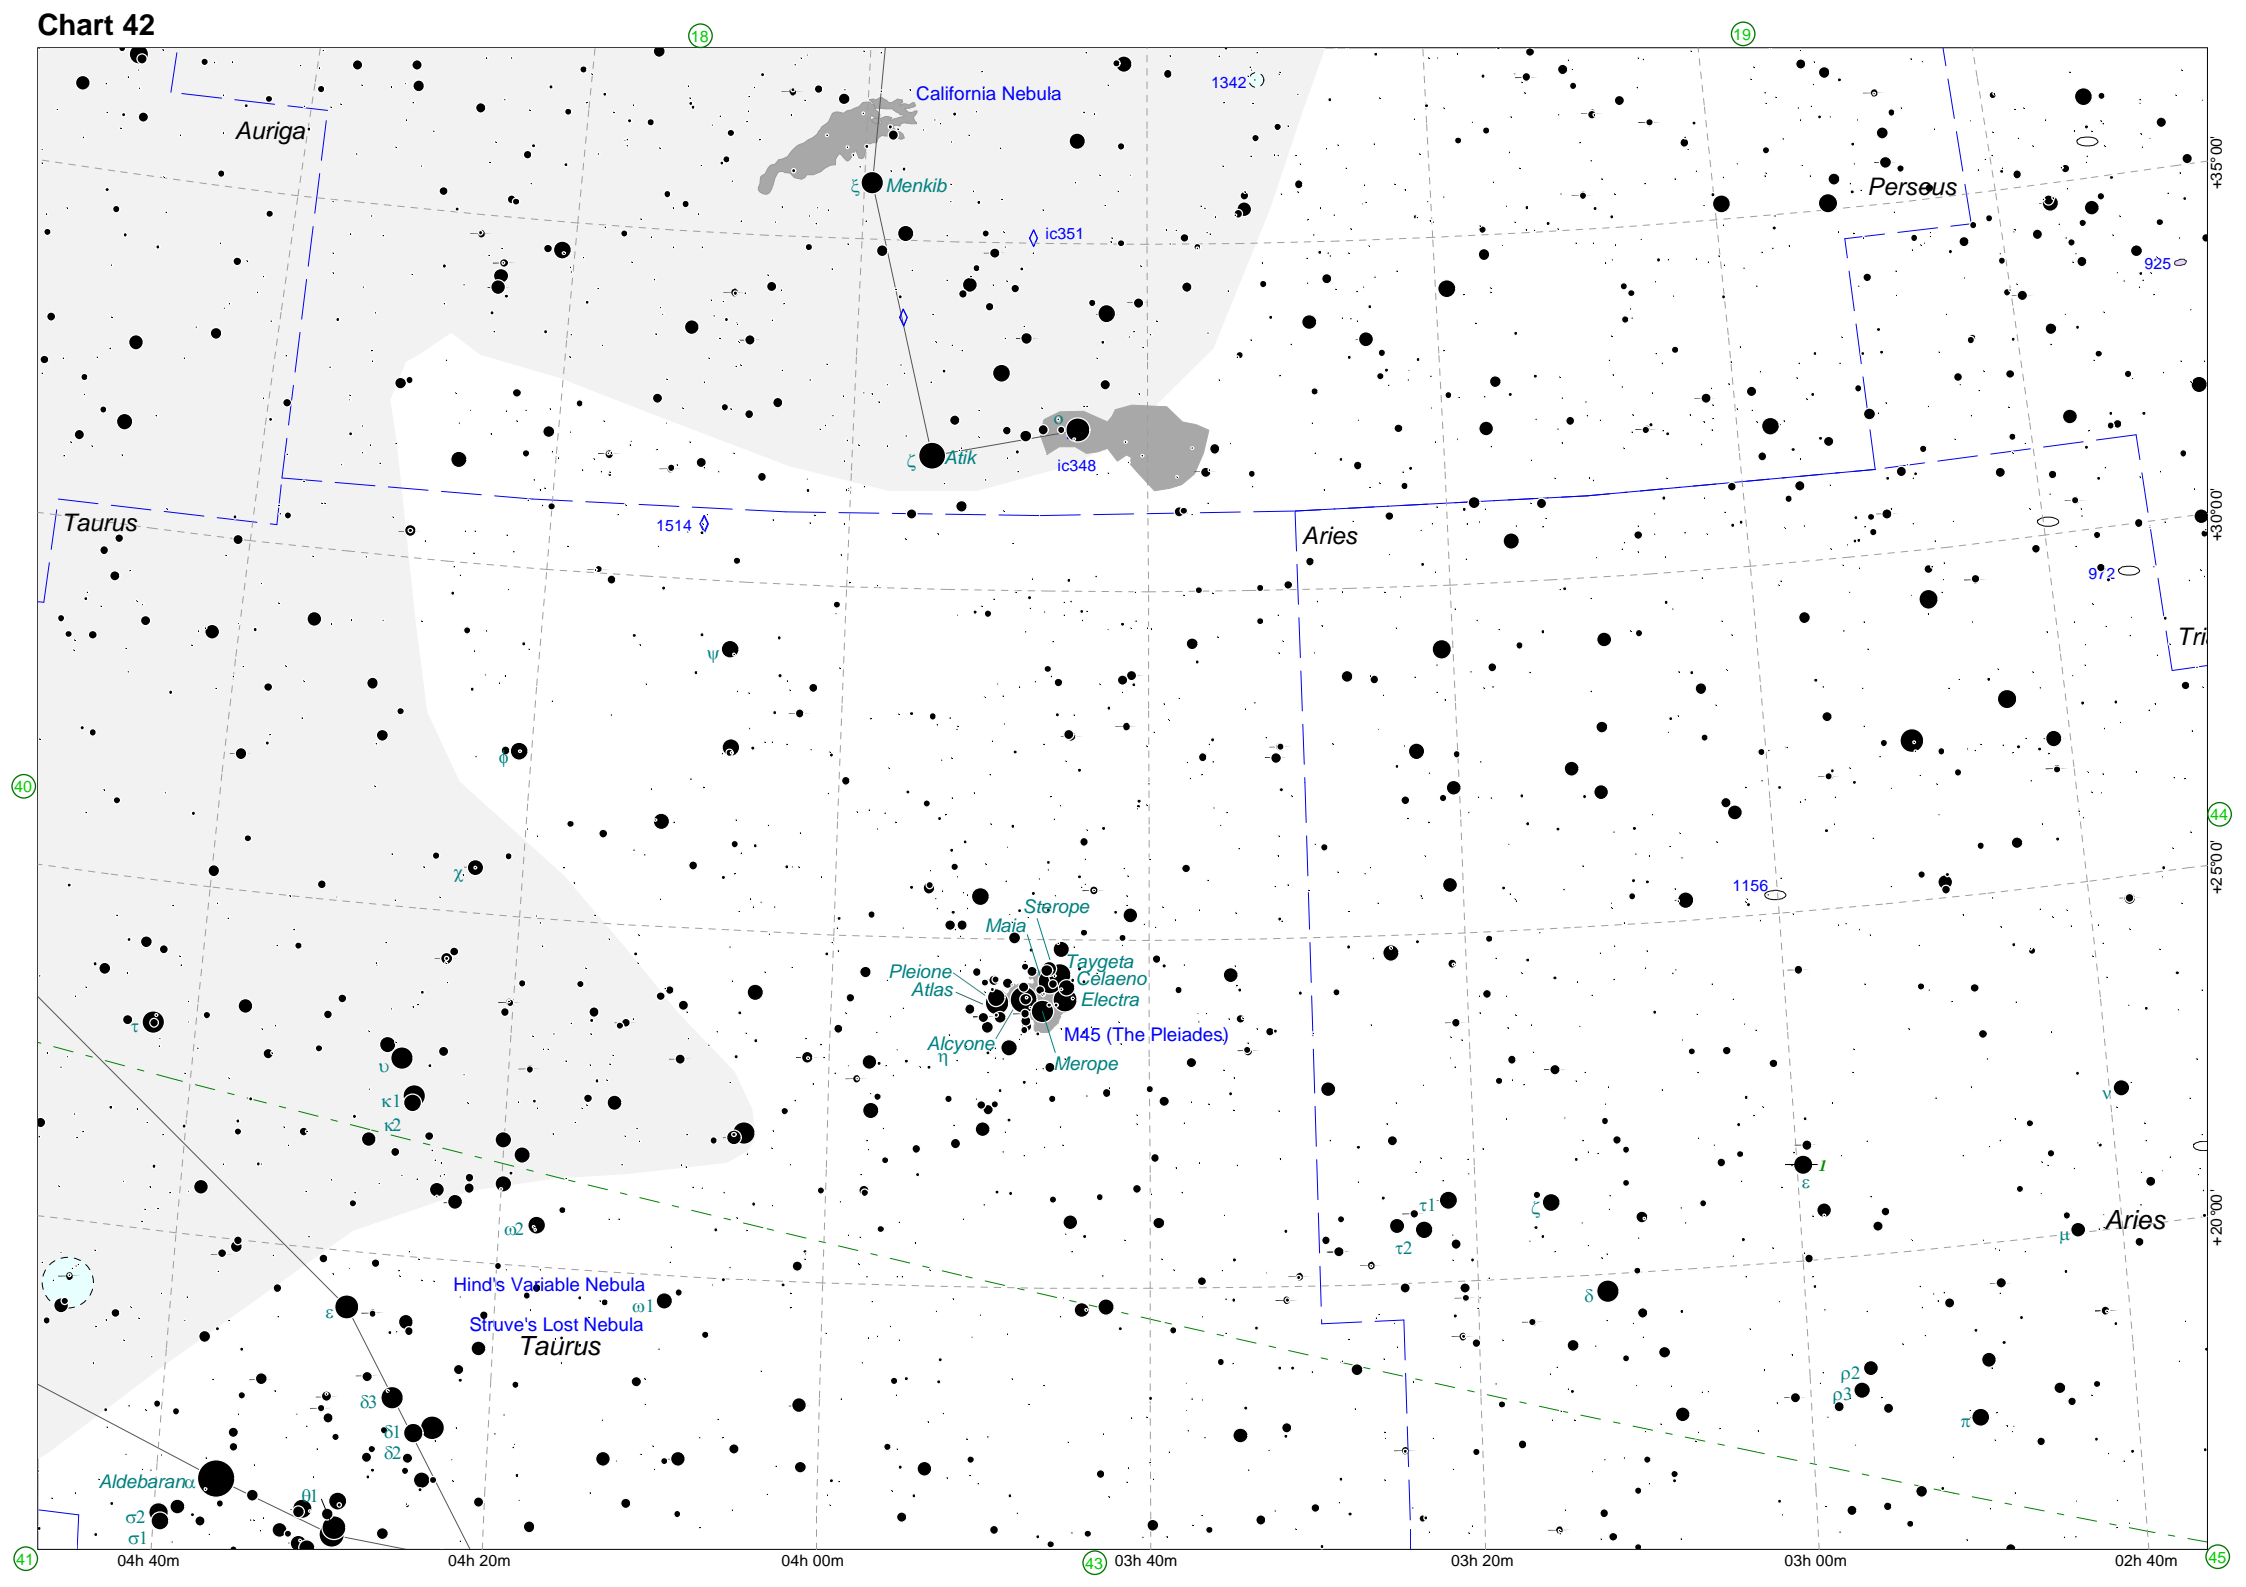 Chart 42
18
19
California Nebula
1342
Auriga
+35° 00'
ξ Menkib
Perseus
ic351
925
ο
ζ Atik
ic348
1514
Taurus
Aries
+30°00'
972
ψ
Tri
φ
40
44
χ
+25°0 0'
1156
Sterope
Maia
Taygeta
Pleione
Celaeno
Atlas
Electra
τ
M45 (The Pleiades)
Alcyone
η
Merope
υ
ν
κ1
κ2
1
ε
τ1
ζ
+20° 00'
ω2
Aries
μ
τ2
Hind's Variable Nebula
δ
ω1
ε
Struve's Lost Nebula
Taurus
ρ2
δ3
ρ3
π
δ1
δ2
Aldebaran α
θ1
σ2
σ1
41
04h 40m
04h 20m
04h 00m
43
03h 40m
03h 20m
03h 00m
02h 40m
45